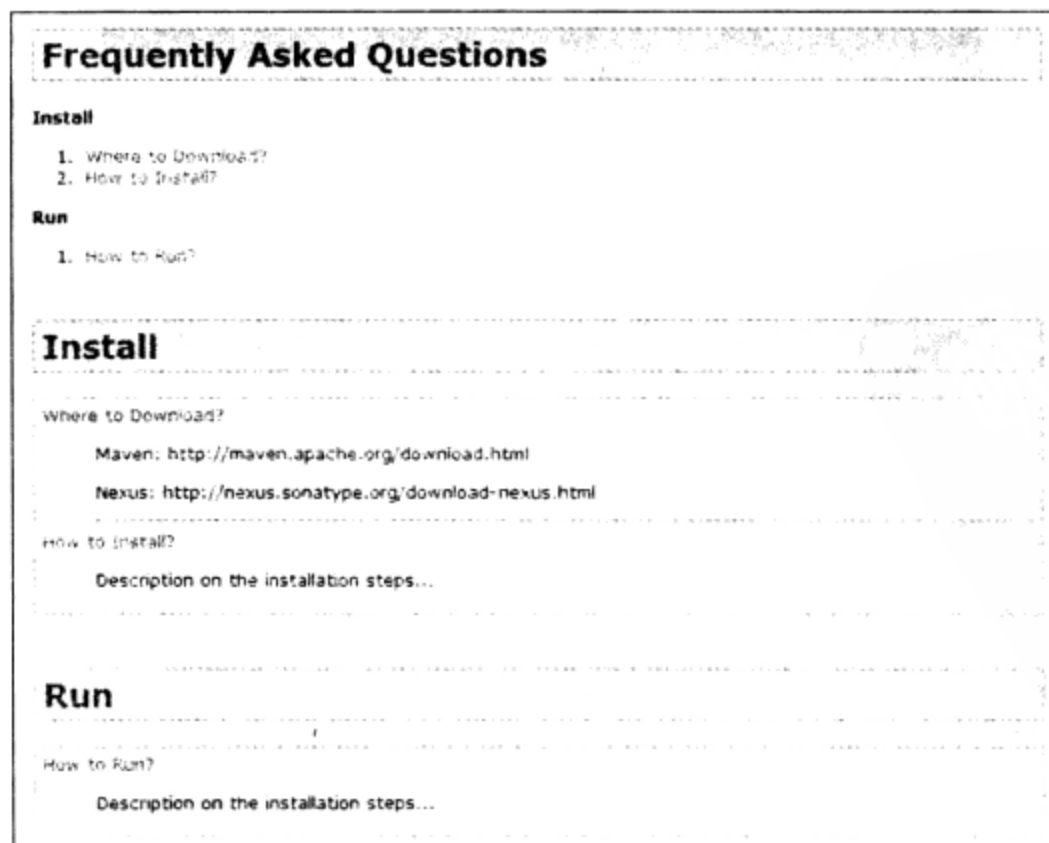 Frequently Asked Questions
Install
1. Where to Download?
2. How to Install?
Run
1. How to Run?
Install
Where to Download?
Maven: http://maven.apache.org/download.html
Nexus: http://nexus.sonatype.org/download-nexus.html
How to Install?
Description on the installation steps...
Run
How to Run?
Description on the installation steps...